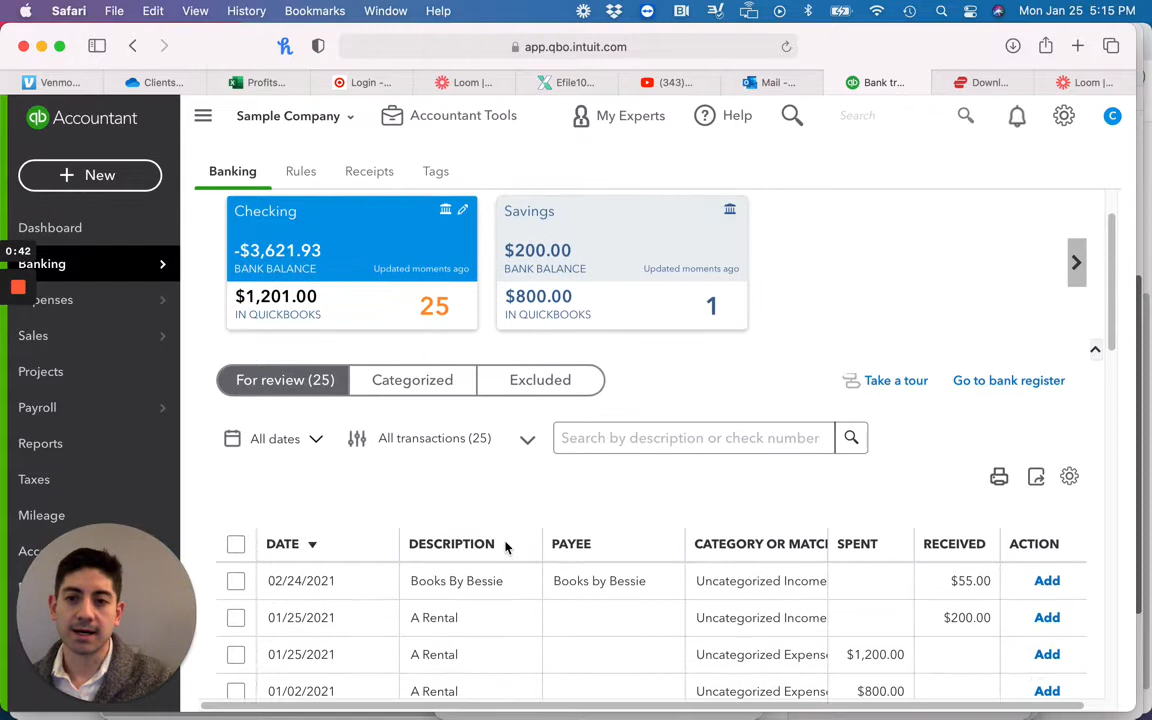 Safari File Edit View History Bookmarks Window Help Mon Jan 25 5:15 PM
app.qbo.intuit.com
Venmo... Clients... Profits... Login -... Loom |... Efile10... (343)... Mail -... Bank tr... Downl... Loom |...
qb Accountant
Sample Company Accountant Tools My Experts Help Search C
+ New
Banking Rules Receipts Tags
Dashboard
0:42
Banking
Expenses
Sales
Projects
Payroll
Reports
Taxes
Mileage
Acc
Checking
-$3,621.93
BANK BALANCE Updated moments ago
$1,201.00
IN QUICKBOOKS 25
Savings
$200.00
BANK BALANCE Updated moments ago
$800.00
IN QUICKBOOKS 1
For review (25) Categorized Excluded Take a tour Go to bank register
All dates All transactions (25) Search by description or check number
DATE DESCRIPTION PAYEE CATEGORY OR MATC SPENT RECEIVED ACTION
02/24/2021 Books By Bessie Books by Bessie Uncategorized Income $55.00 Add
01/25/2021 A Rental Uncategorized Income $200.00 Add
01/25/2021 A Rental Uncategorized Expens $1,200.00 Add
01/02/2021 A Rental Uncategorized Expens $800.00 Add